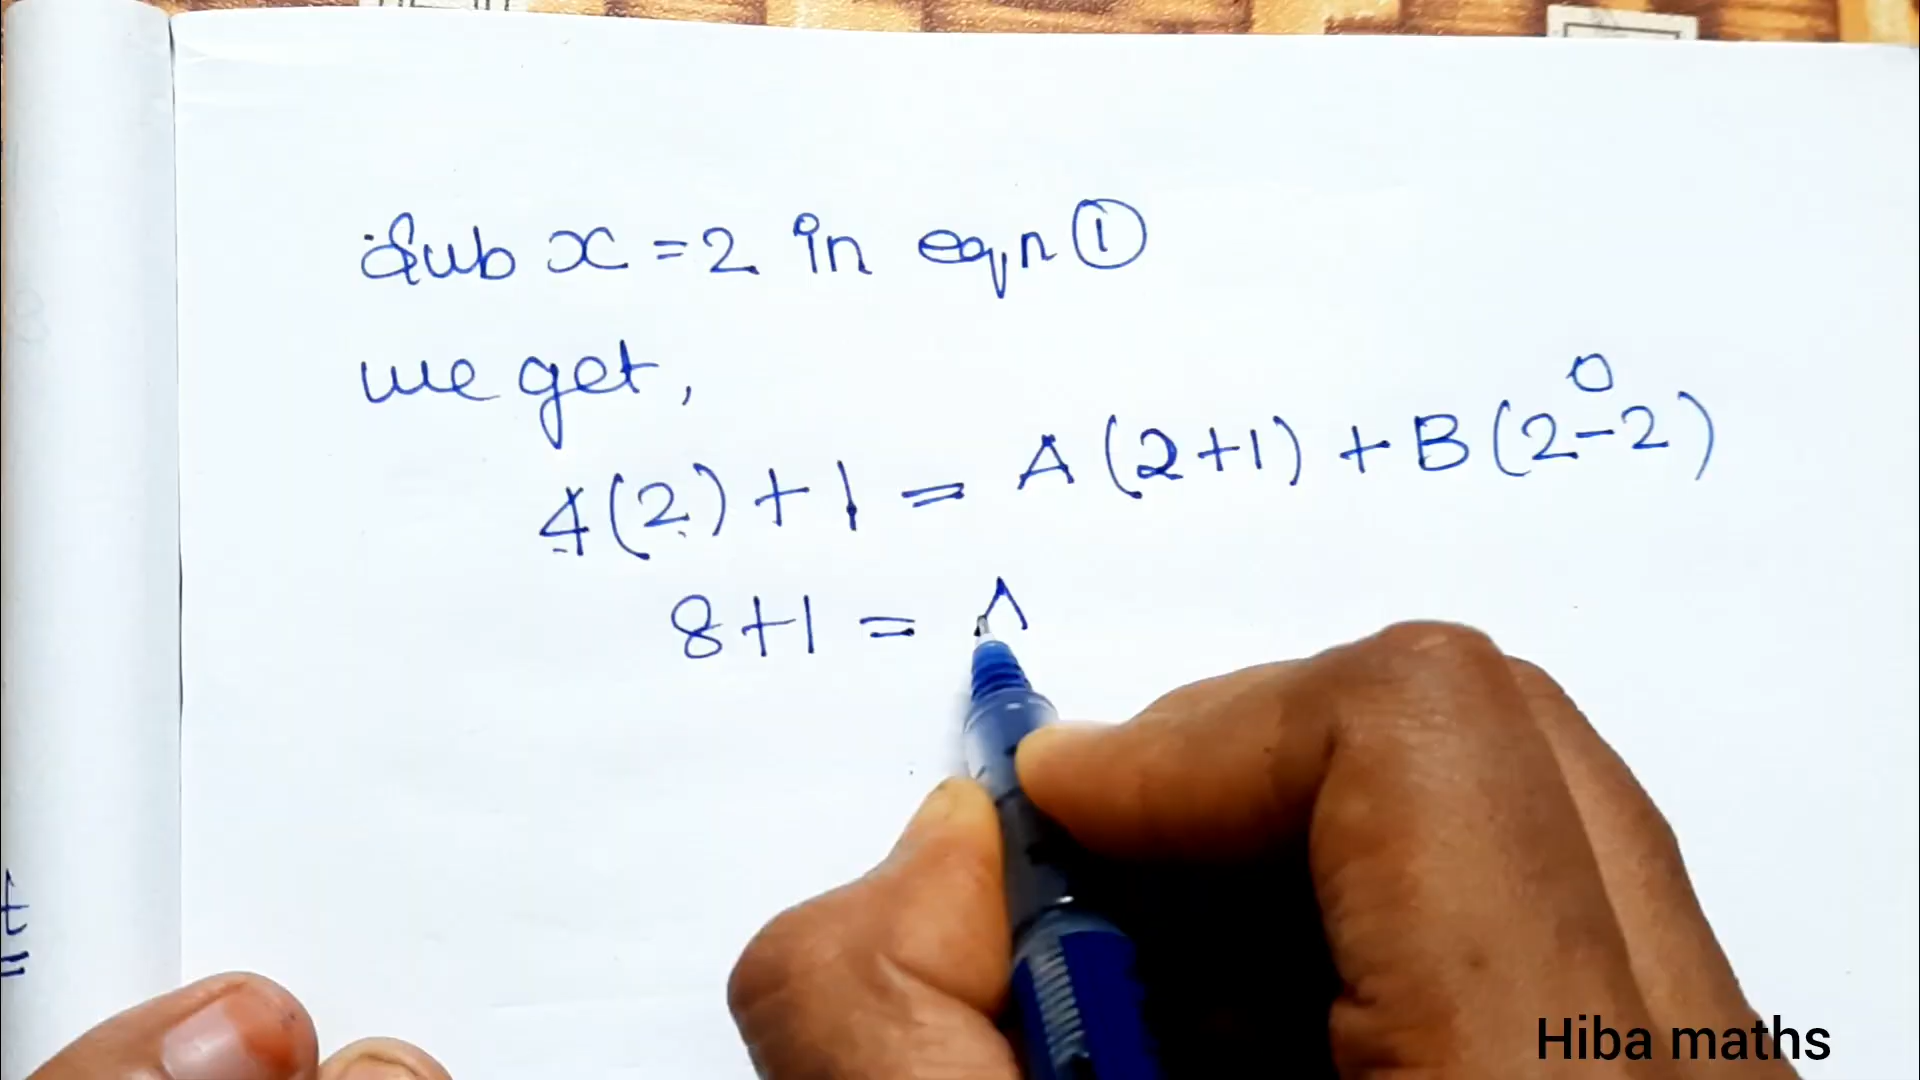 Sub x = 2 in eqn ①
we get,
4(2) + 1 = A(2+1) + B(2-2)
0
8+1 = A
t
Hiba maths